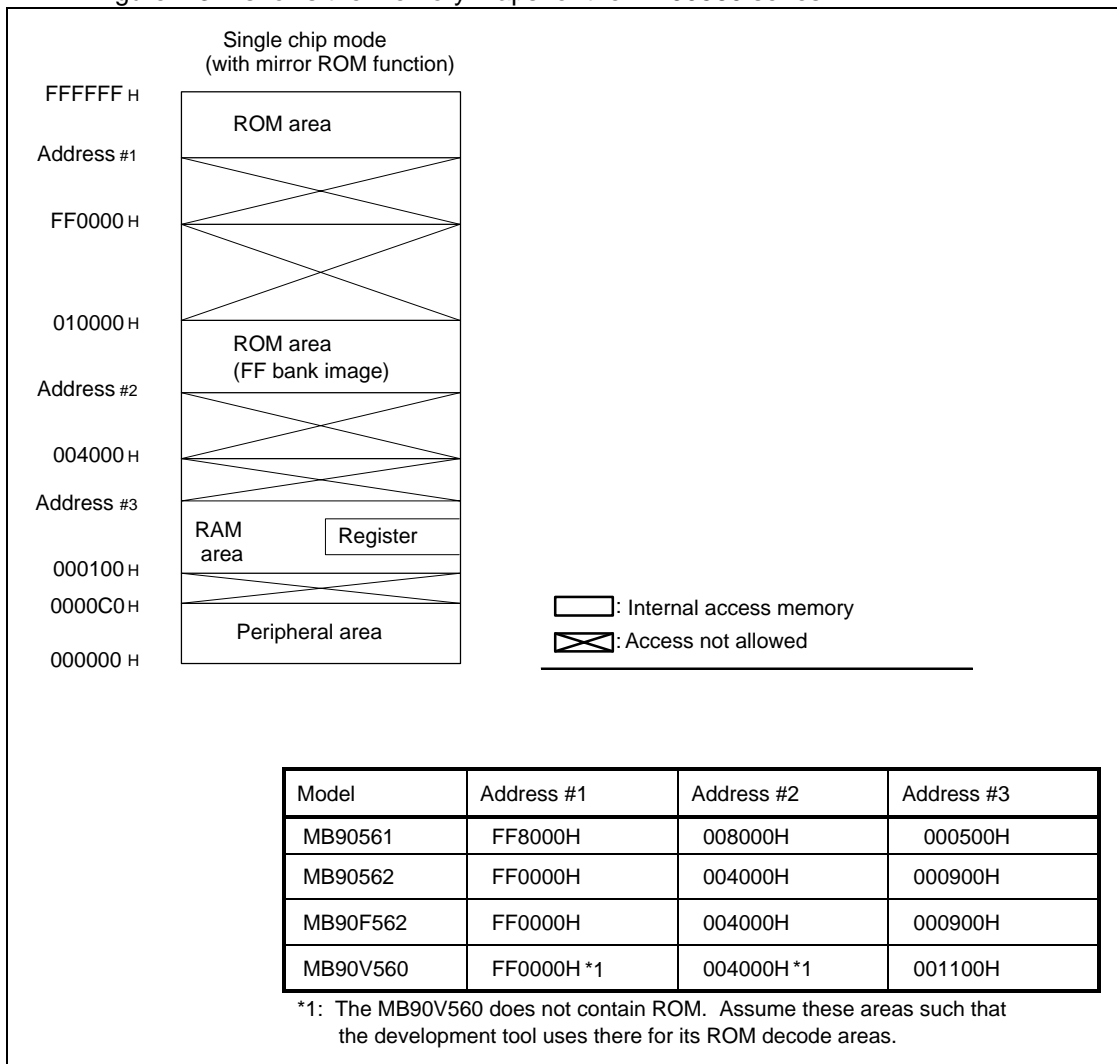 Single chip mode
(with mirror ROM function)
FFFFFF H
ROM area
Address #1
FF0000 H
010000 H
ROM area
(FF bank image)
Address #2
004000 H
Address #3
RAM
area
Register
000100 H
0000C0 H
Peripheral area
000000 H
: Internal access memory
: Access not allowed
Model Address #1 Address #2 Address #3
MB90561 FF8000H 008000H 000500H
MB90562 FF0000H 004000H 000900H
MB90F562 FF0000H 004000H 000900H
MB90V560 FF0000H *1 004000H *1 001100H
*1: The MB90V560 does not contain ROM. Assume these areas such that
the development tool uses there for its ROM decode areas.